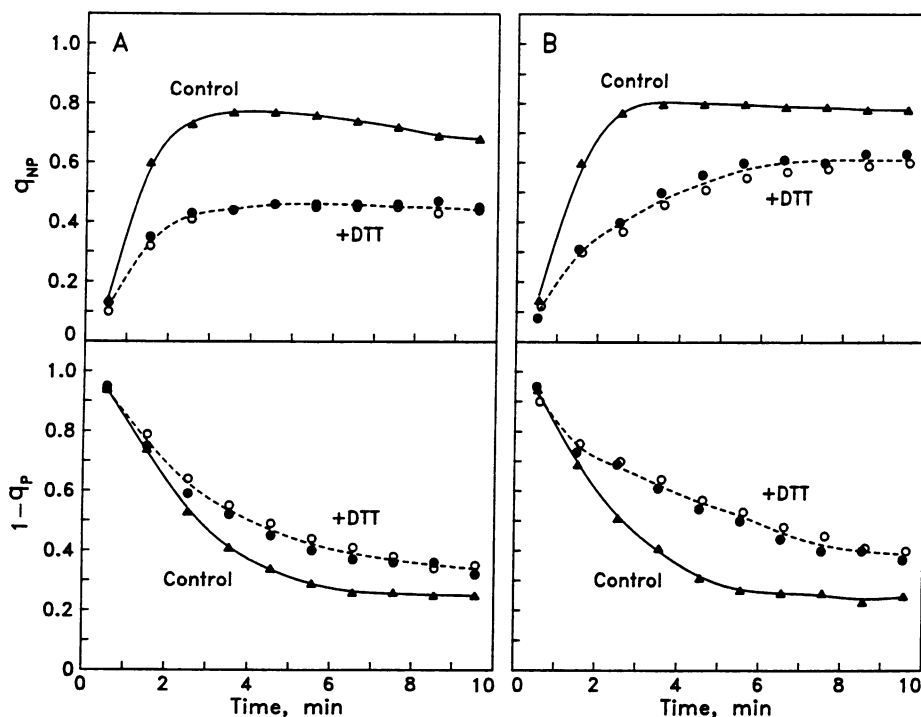 A
B
1.0
0.8
0.6
0.4
0.2
0
q_NP
Control
+DTT
Control
+DTT
1.0
0.8
0.6
0.4
0.2
0
1-q_P
+DTT
Control
+DTT
Control
0 2 4 6 8 10
0 2 4 6 8 10
Time, min
Time, min